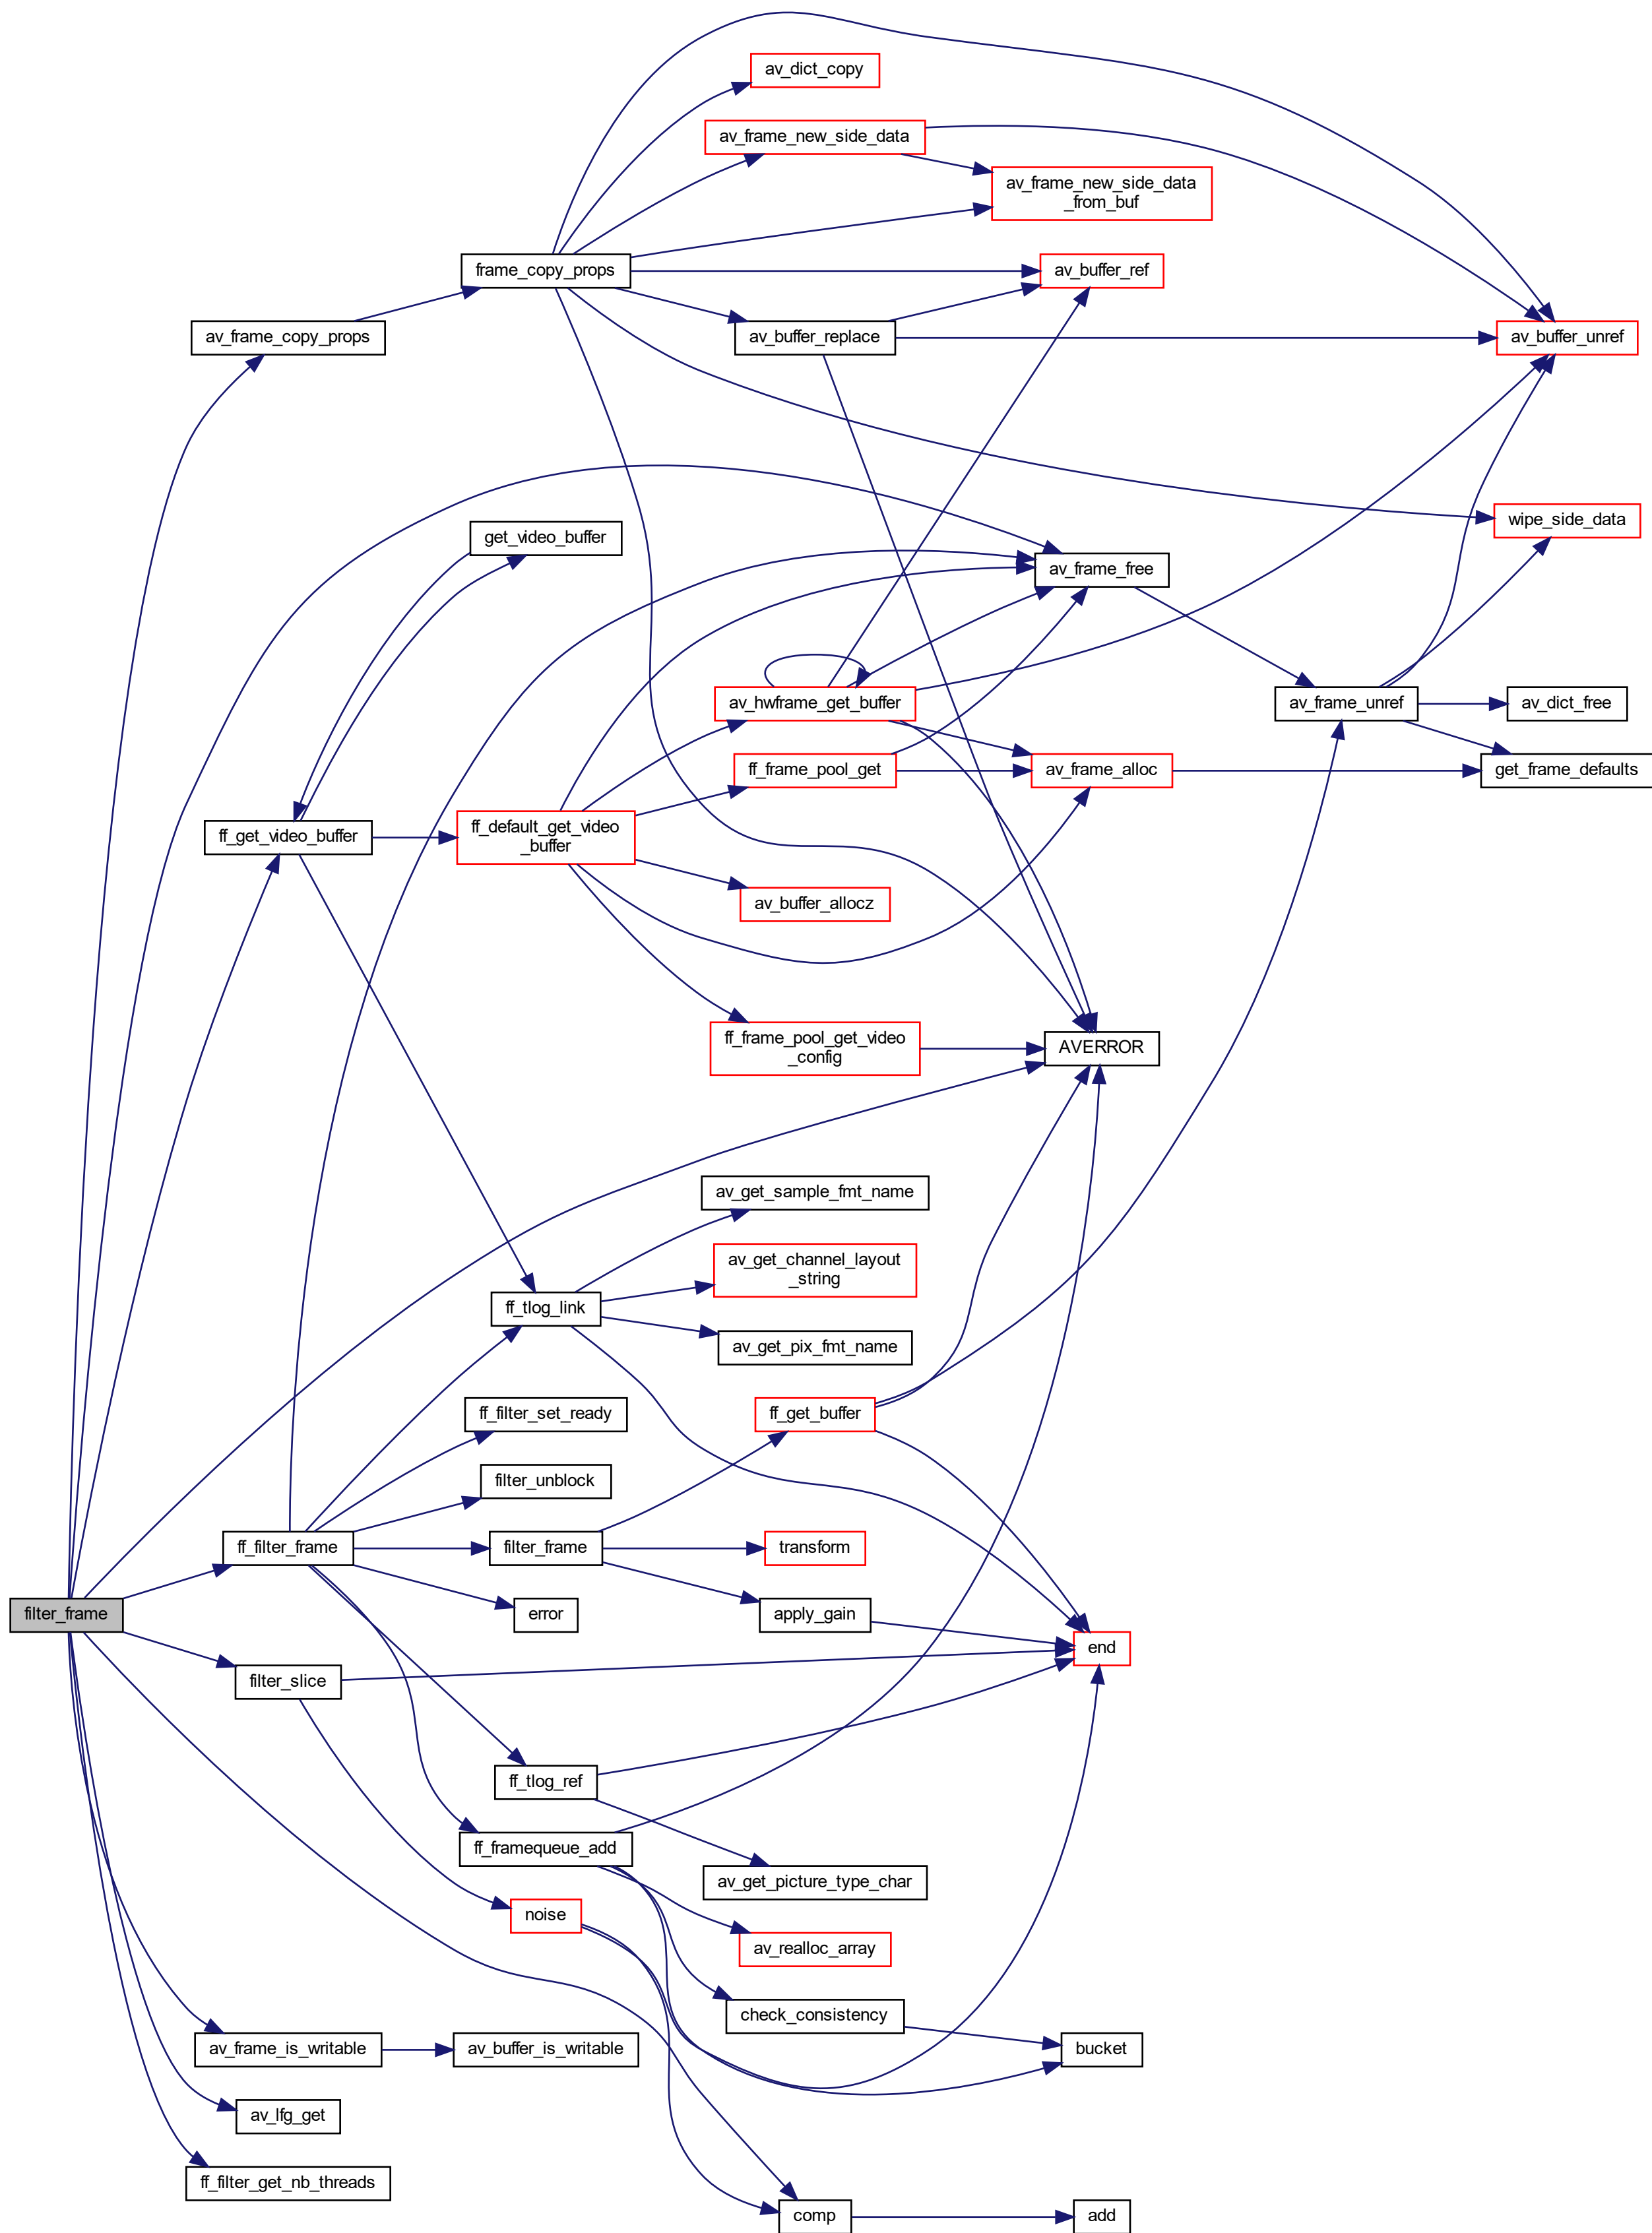 av_dict_copy
av_frame_new_side_data
av_frame_new_side_data
_from_buf
frame_copy_props
av_buffer_ref
av_frame_copy_props
av_buffer_replace
av_buffer_unref
get_video_buffer
wipe_side_data
av_frame_free
av_hwframe_get_buffer
av_frame_unref
av_dict_free
ff_frame_pool_get
av_frame_alloc
get_frame_defaults
ff_get_video_buffer
ff_default_get_video
_buffer
av_buffer_allocz
ff_frame_pool_get_video
_config
AVERROR
av_get_sample_fmt_name
av_get_channel_layout
_string
ff_tlog_link
av_get_pix_fmt_name
ff_filter_set_ready
ff_get_buffer
filter_unblock
ff_filter_frame
filter_frame
transform
filter_frame
error
apply_gain
end
filter_slice
ff_tlog_ref
ff_framequeue_add
av_get_picture_type_char
noise
av_realloc_array
check_consistency
av_frame_is_writable
av_buffer_is_writable
bucket
av_lfg_get
ff_filter_get_nb_threads
comp
add